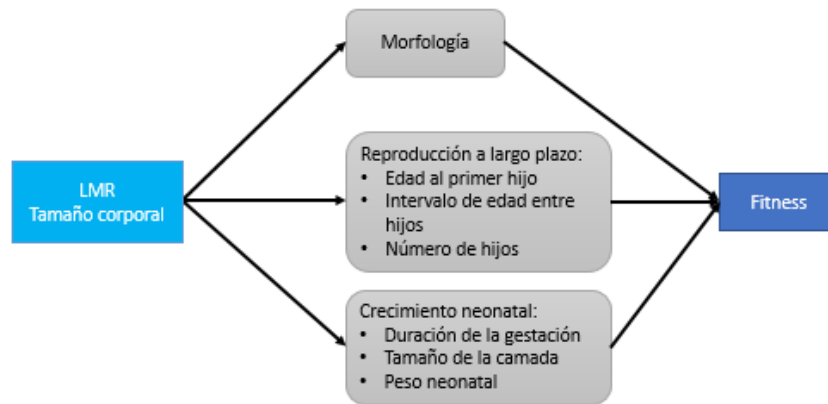 Morfología
LMR
Tamaño corporal
Reproducción a largo plazo:
• Edad al primer hijo
• Intervalo de edad entre
hijos
• Número de hijos
Fitness
Crecimiento neonatal:
• Duración de la gestación
• Tamaño de la camada
• Peso neonatal